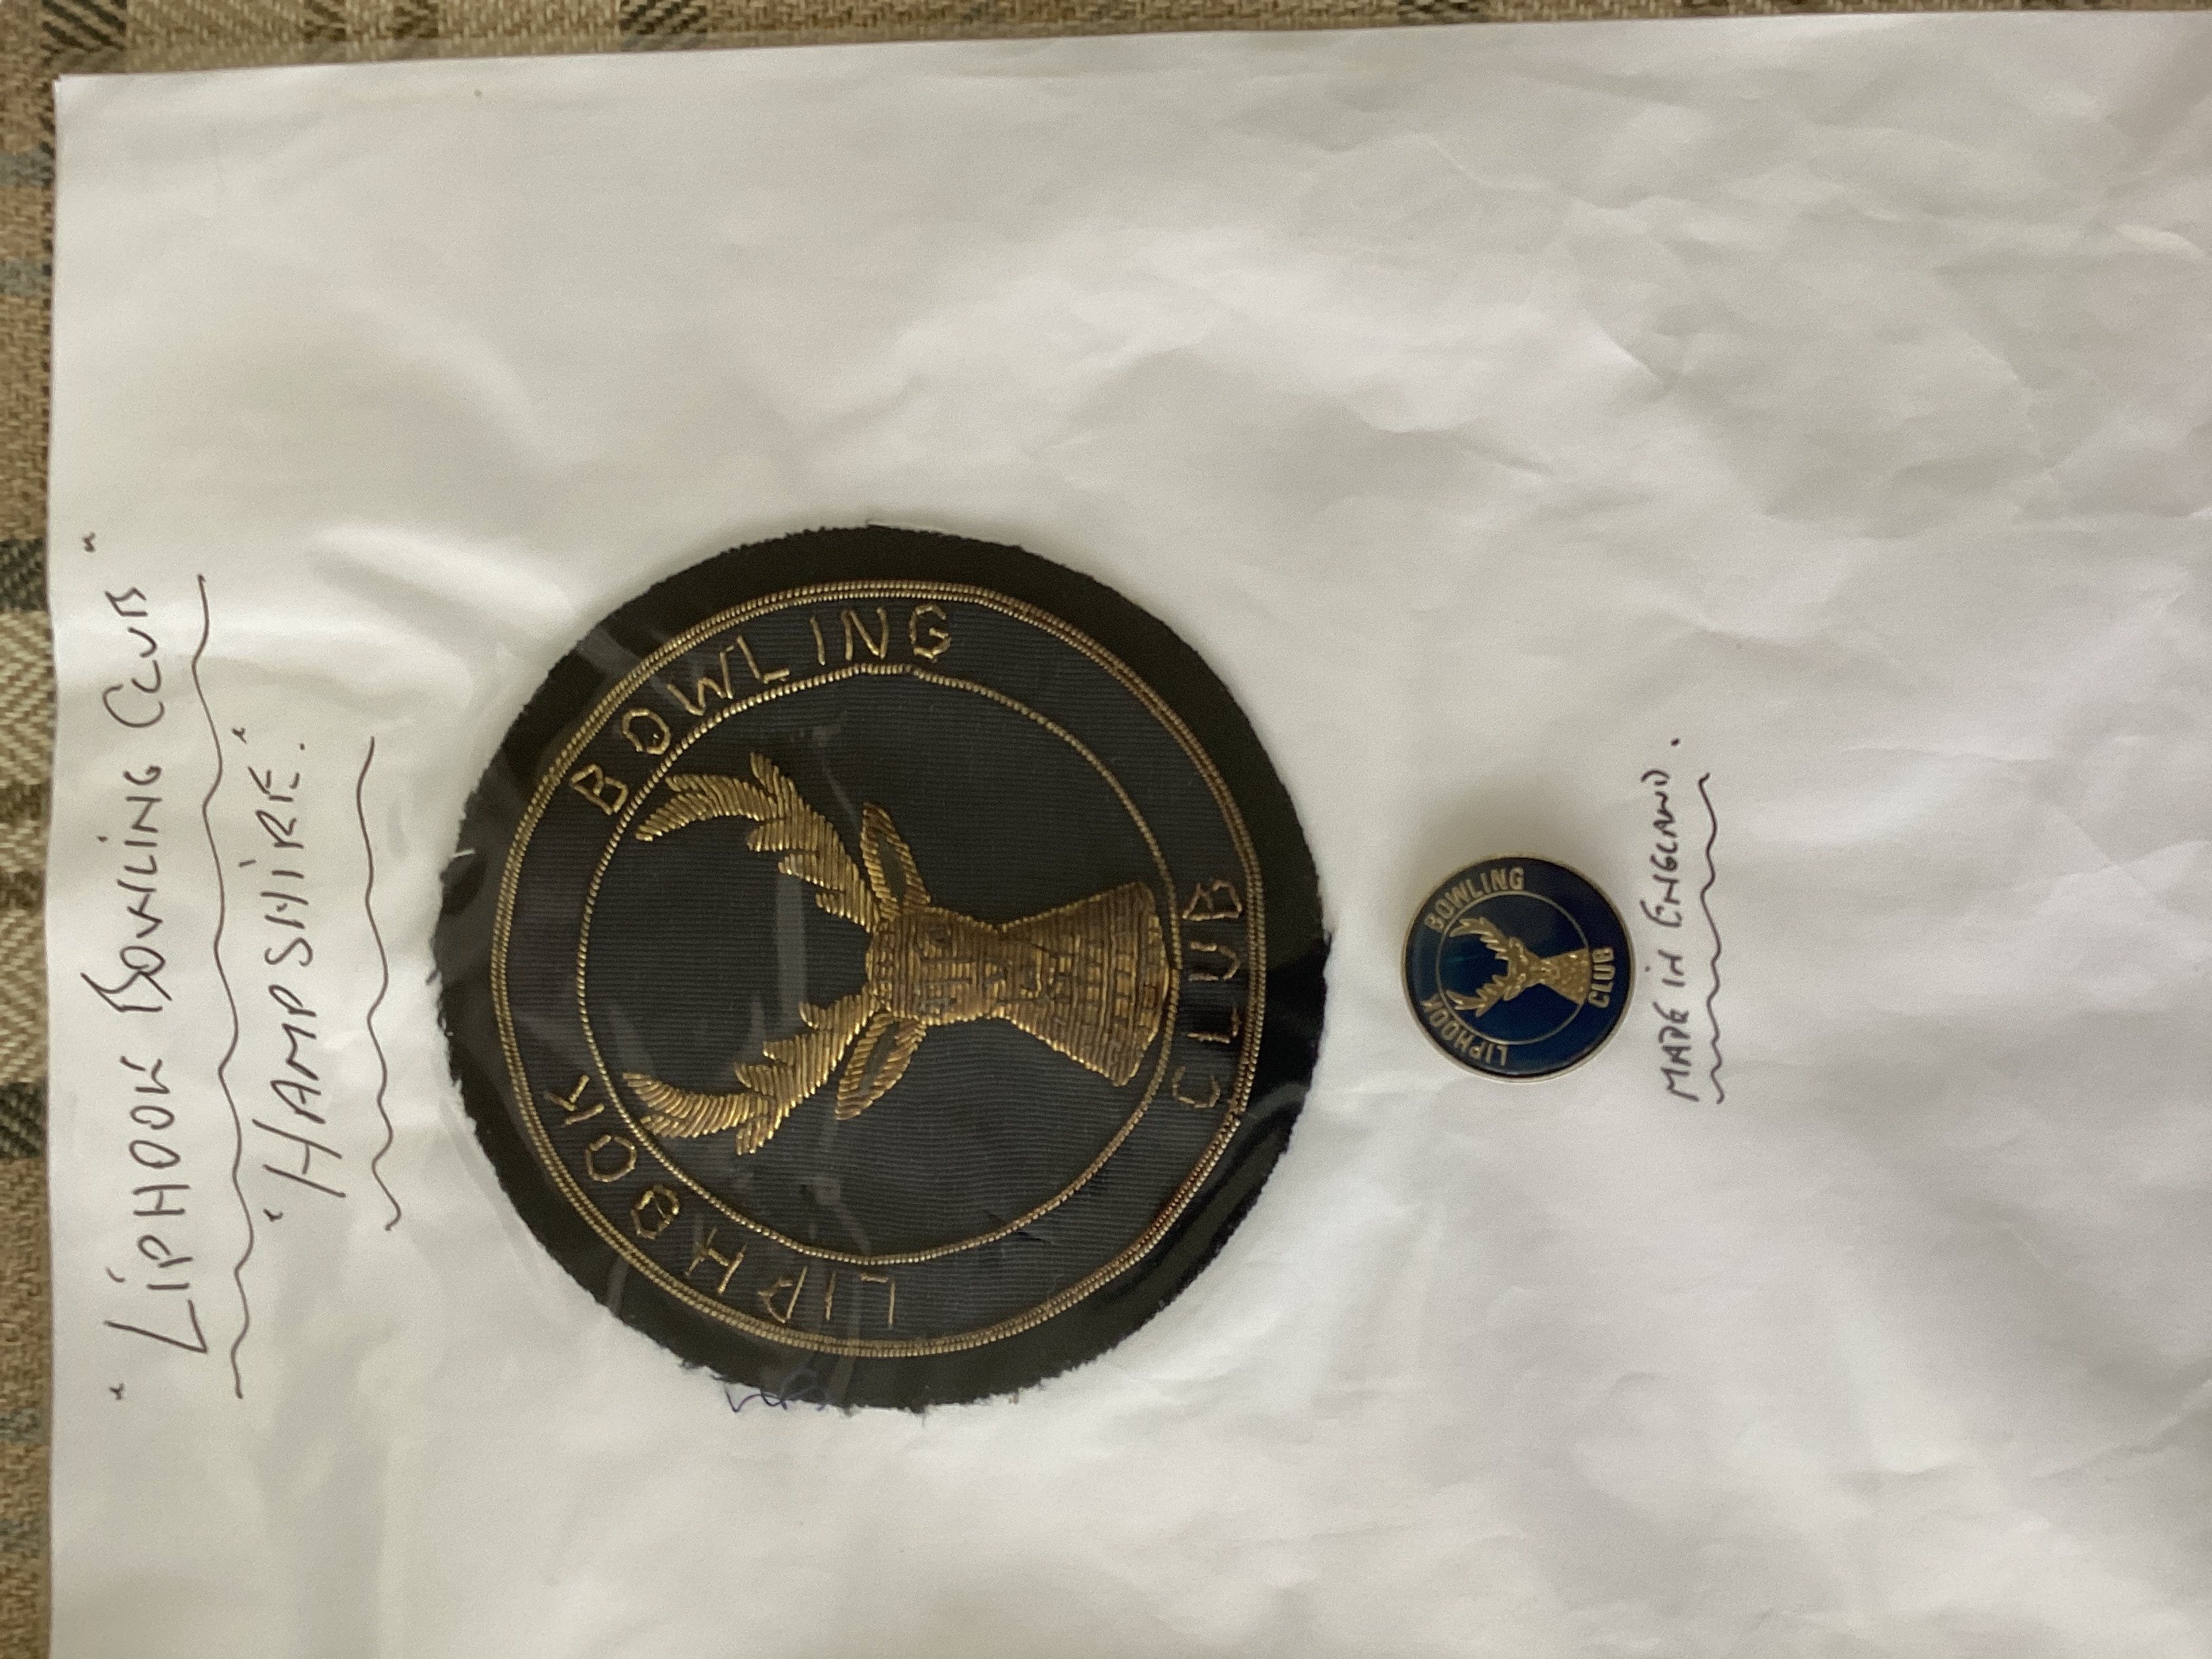 "LiPHOOK BOWLiNG CLUB"
"HAMPSHiRE".
LIPHOOK BOWLING
CLUB
LIPHOOK BOWLING
CLUB
MADE iN ENGLAND.